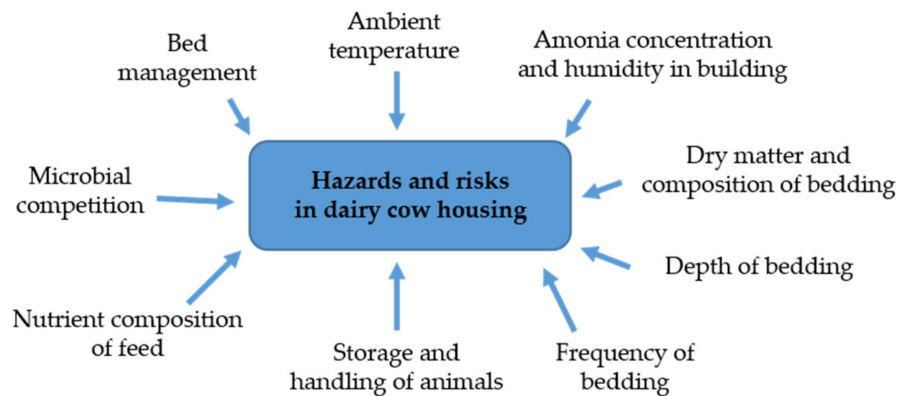 Ambient
temperature
Bed
management
Amonia concentration
and humidity in building
Microbial
competition
Hazards and risks
in dairy cow housing
Dry matter and
composition of bedding
Depth of bedding
Nutrient composition
of feed
Storage and
handling of animals
Frequency of
bedding